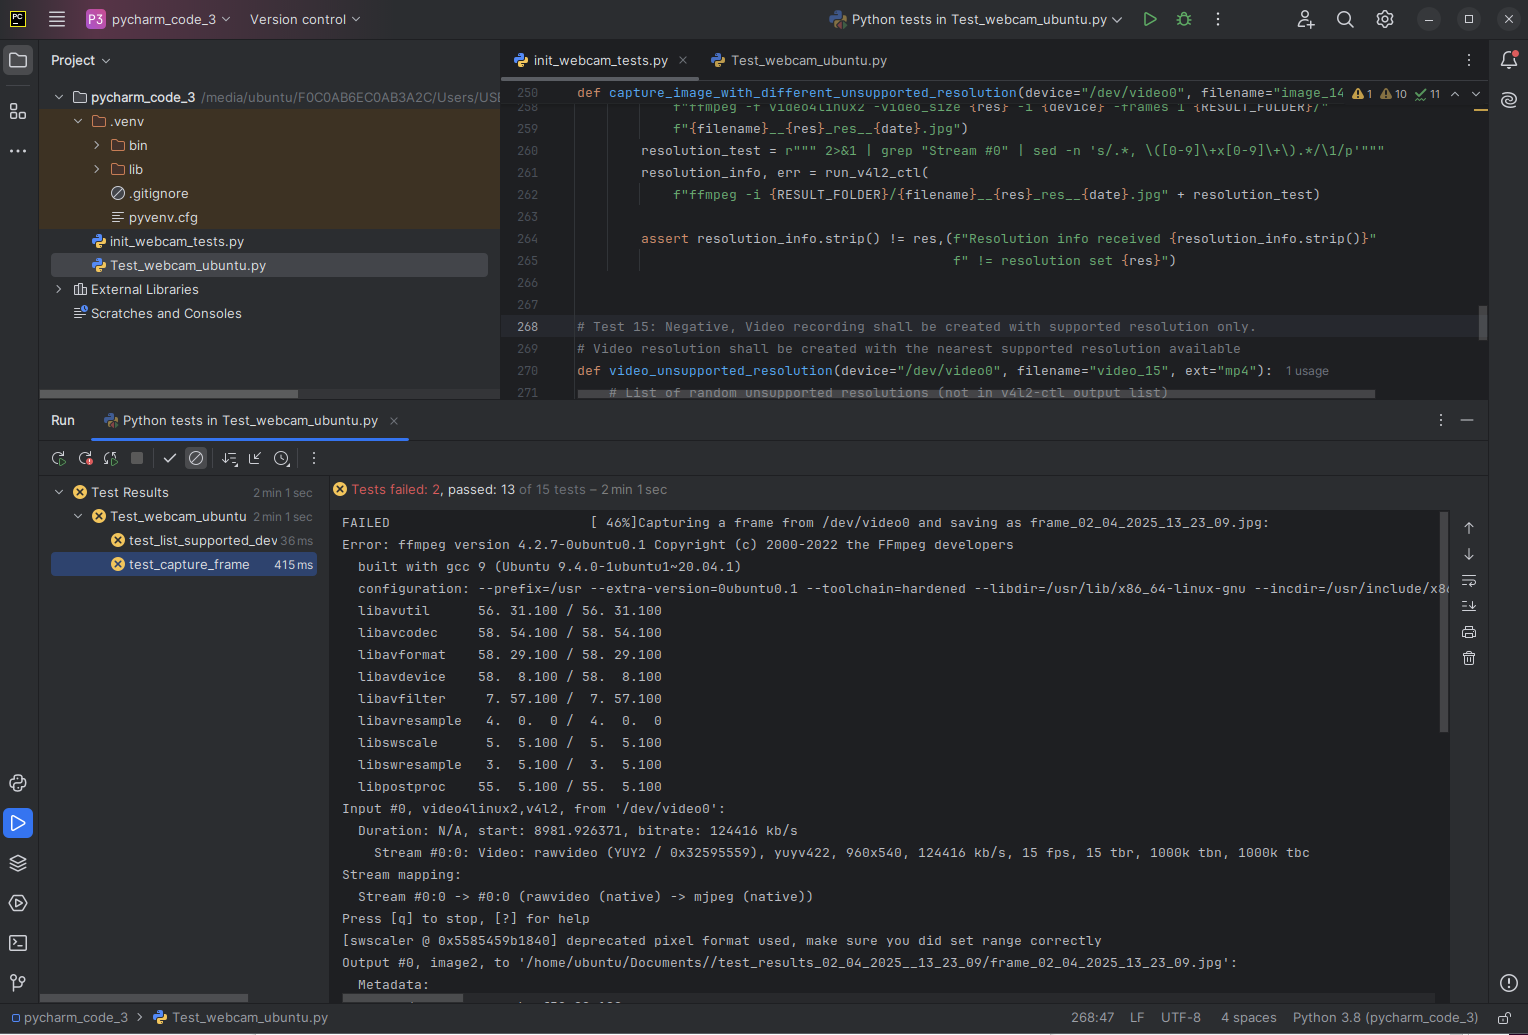 PC
P3 pycharm_code_3
Version control
Python tests in Test_webcam_ubuntu.py
Project
init_webcam_tests.py
Test_webcam_ubuntu.py
pycharm_code_3 /media/ubuntu/F0C0AB6EC0AB3A2C/Users/USE
.venv
bin
lib
.gitignore
pyvenv.cfg
init_webcam_tests.py
Test_webcam_ubuntu.py
External Libraries
Scratches and Consoles
250 def capture_image_with_different_unsupported_resolution(device="/dev/video0", filename="image_14
1 10 11
258 f"ffmpeg -f video4linux2 -video_size {res} -i {device} -frames 1 {RESULT_FOLDER}/"
259 f"{filename}__{res}_res__{date}.jpg")
260 resolution_test = r""" 2>&1 | grep "Stream #0" | sed -n 's/.*, \([0-9]\+x[0-9]\+\).*/\1/p'"""
261 resolution_info, err = run_v4l2_ctl(
262 f"ffmpeg -i {RESULT_FOLDER}/{filename}__{res}_res__{date}.jpg" + resolution_test)
263
264 assert resolution_info.strip() != res,(f"Resolution info received {resolution_info.strip()}"
265 f" != resolution set {res}")
266
267
268 # Test 15: Negative, Video recording shall be created with supported resolution only.
269 # Video resolution shall be created with the nearest supported resolution available
270 def video_unsupported_resolution(device="/dev/video0", filename="video_15", ext="mp4"): 1 usage
271 # List of random unsupported resolutions (not in v4l2-ctl output list)
Run
Python tests in Test_webcam_ubuntu.py
Test Results 2 min 1 sec
Test_webcam_ubuntu 2 min 1 sec
test_list_supported_dev 36 ms
test_capture_frame 415 ms
Tests failed: 2, passed: 13 of 15 tests – 2 min 1 sec
FAILED [ 46%]Capturing a frame from /dev/video0 and saving as frame_02_04_2025_13_23_09.jpg:
Error: ffmpeg version 4.2.7-0ubuntu0.1 Copyright (c) 2000-2022 the FFmpeg developers
built with gcc 9 (Ubuntu 9.4.0-1ubuntu1~20.04.1)
configuration: --prefix=/usr --extra-version=0ubuntu0.1 --toolchain=hardened --libdir=/usr/lib/x86_64-linux-gnu --incdir=/usr/include/x86
libavutil 56. 31.100 / 56. 31.100
libavcodec 58. 54.100 / 58. 54.100
libavformat 58. 29.100 / 58. 29.100
libavdevice 58. 8.100 / 58. 8.100
libavfilter 7. 57.100 / 7. 57.100
libavresample 4. 0. 0 / 4. 0. 0
libswscale 5. 5.100 / 5. 5.100
libswresample 3. 5.100 / 3. 5.100
libpostproc 55. 5.100 / 55. 5.100
Input #0, video4linux2,v4l2, from '/dev/video0':
Duration: N/A, start: 8981.926371, bitrate: 124416 kb/s
Stream #0:0: Video: rawvideo (YUY2 / 0x32595559), yuyv422, 960x540, 124416 kb/s, 15 fps, 15 tbr, 1000k tbn, 1000k tbc
Stream mapping:
Stream #0:0 -> #0:0 (rawvideo (native) -> mjpeg (native))
Press [q] to stop, [?] for help
[swscaler @ 0x5585459b1840] deprecated pixel format used, make sure you did set range correctly
Output #0, image2, to '/home/ubuntu/Documents//test_results_02_04_2025__13_23_09/frame_02_04_2025_13_23_09.jpg':
Metadata:
pycharm_code_3 > Test_webcam_ubuntu.py
268:47 LF UTF-8 4 spaces Python 3.8 (pycharm_code_3)